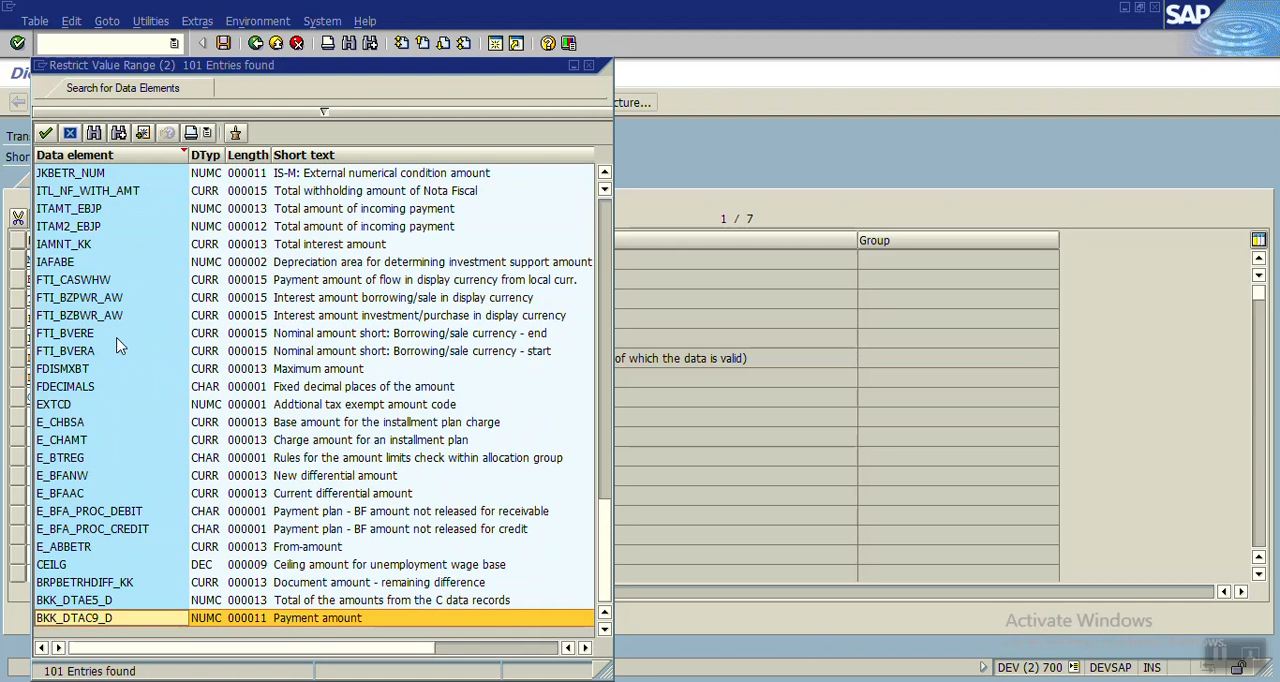 Table Edit Goto Utilities Extras Environment System Help
SAP
Restrict Value Range (2) 101 Entries found
Search for Data Elements
ture...
Tran
Shor
Data element DTyp Length Short text
1 / 7
JKBETR_NUM NUMC 000011 IS-M: External numerical condition amount
ITL_NF_WITH_AMT CURR 000015 Total withholding amount of Nota Fiscal
ITAMT_EBJP NUMC 000013 Total amount of incoming payment
ITAM2_EBJP NUMC 000012 Total amount of incoming payment
Group
IAMNT_KK CURR 000013 Total interest amount
IAFABE NUMC 000002 Depreciation area for determining investment support amount
FTI_CASWHW CURR 000015 Payment amount of flow in display currency from local curr.
FTI_BZPWR_AW CURR 000015 Interest amount borrowing/sale in display currency
FTI_BZBWR_AW CURR 000015 Interest amount investment/purchase in display currency
FTI_BVERE CURR 000015 Nominal amount short: Borrowing/sale currency - end
FTI_BVERA CURR 000015 Nominal amount short: Borrowing/sale currency - start
of which the data is valid)
FDISMXBT CURR 000013 Maximum amount
FDECIMALS CHAR 000001 Fixed decimal places of the amount
EXTCD NUMC 000001 Addtional tax exempt amount code
E_CHBSA CURR 000013 Base amount for the installment plan charge
E_CHAMT CURR 000013 Charge amount for an installment plan
E_BTREG CHAR 000001 Rules for the amount limits check within allocation group
E_BFANW CURR 000013 New differential amount
E_BFAAC CURR 000013 Current differential amount
E_BFA_PROC_DEBIT CHAR 000001 Payment plan - BF amount not released for receivable
E_BFA_PROC_CREDIT CHAR 000001 Payment plan - BF amount not released for credit
E_ABBETR CURR 000013 From-amount
CEILG DEC 000009 Ceiling amount for unemployment wage base
BRPBETRHDIFF_KK CURR 000013 Document amount - remaining difference
BKK_DTAE5_D NUMC 000013 Total of the amounts from the C data records
BKK_DTAC9_D NUMC 000011 Payment amount
Activate Windows
101 Entries found
DEV (2) 700 DEVSAP INS